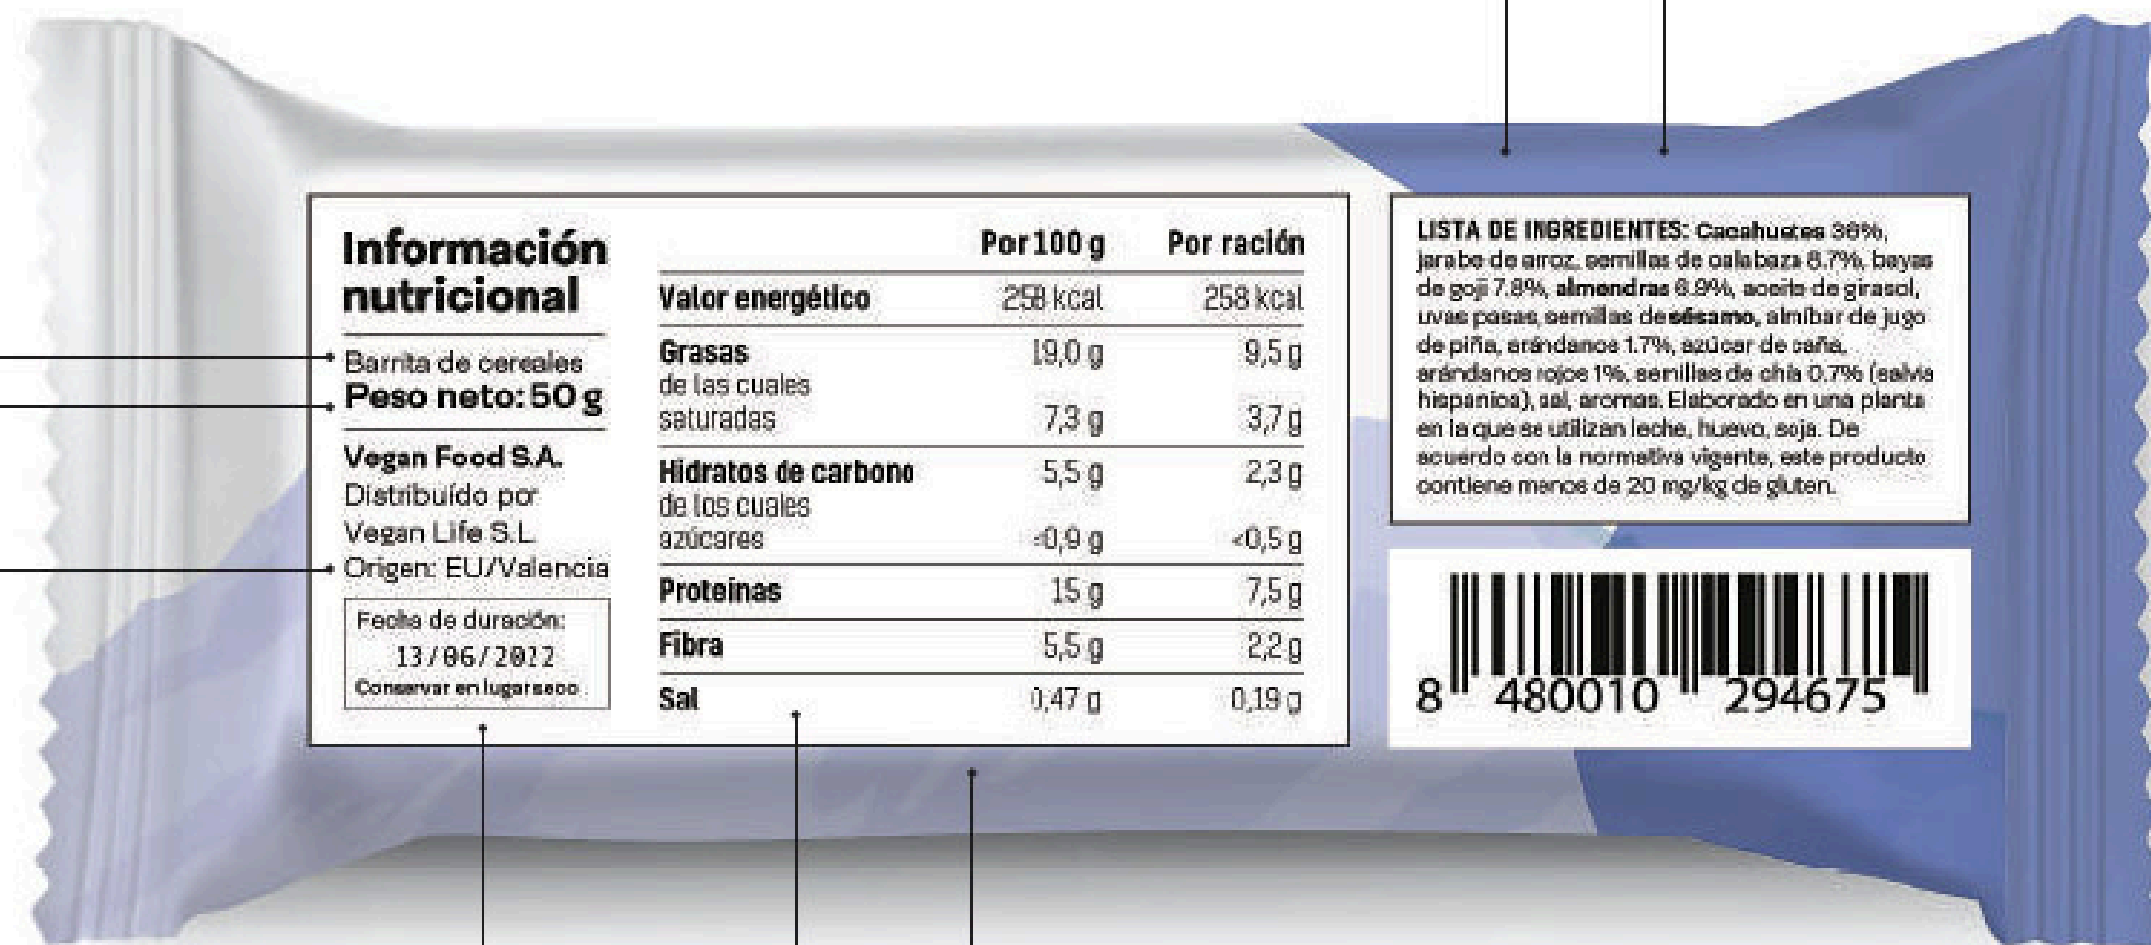 Información
nutricional
Barrita de cereales
Peso neto: 50 g
Vegan Food S.A.
Distribuído por
Vegan Life S.L.
Origen: EU/Valencia
Fecha de duración:
13/06/2022
Conservar en lugar seco
Por 100 g Por ración
Valor energético 258 kcal 258 kcal
Grasas 19,0 g 9,5 g
de las cuales
saturadas 7,3 g 3,7 g
Hidratos de carbono 5,5 g 2,3 g
de los cuales
azúcares <0,9 g <0,5 g
Proteínas 15 g 7,5 g
Fibra 5,5 g 2,2 g
Sal 0,47 g 0,19 g
LISTA DE INGREDIENTES: Cacahuetes 36%,
jarabe de arroz, semillas de calabaza 8.7%, bayas
de goji 7.8%, almendras 6.9%, aceite de girasol,
uvas pasas, semillas de sésamo, almíbar de jugo
de piña, arándanos 1.7%, azúcar de caña,
arándanos rojos 1%, semillas de chía 0.7% (salvia
hispanica), sal, aromas. Elaborado en una planta
en la que se utilizan leche, huevo, soja. De
acuerdo con la normativa vigente, este producto
contiene menos de 20 mg/kg de gluten.
8 480010 294675